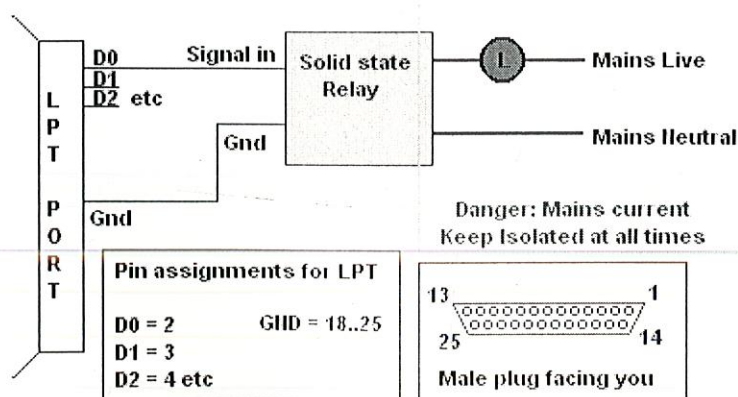 D0
Signal in
D1
D2 etc
LPT PORT
Gnd
Gnd
Solid state
Relay
L
Mains Live
Mains Neutral
Danger: Mains current
Keep Isolated at all times
Pin assignments for LPT
D0 = 2 GND = 18..25
D1 = 3
D2 = 4 etc
13 1
25 14
Male plug facing you